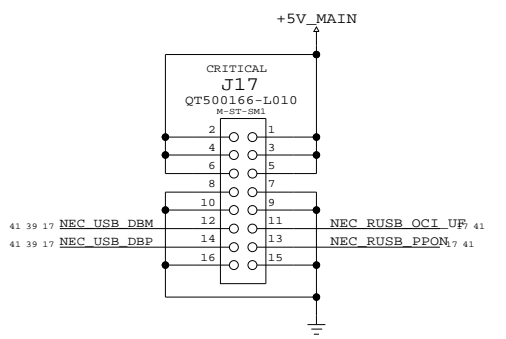 +5V_MAIN
CRITICAL
J17
QT500166-L010
M-ST-SM1
2 1
4 3
6 5
8 7
10 9
41 39 17 NEC_USB_DBM 12 11 NEC_RUSB_OCI_UF 17 41
41 39 17 NEC_USB_DBP 14 13 NEC_RUSB_PPON 17 41
16 15